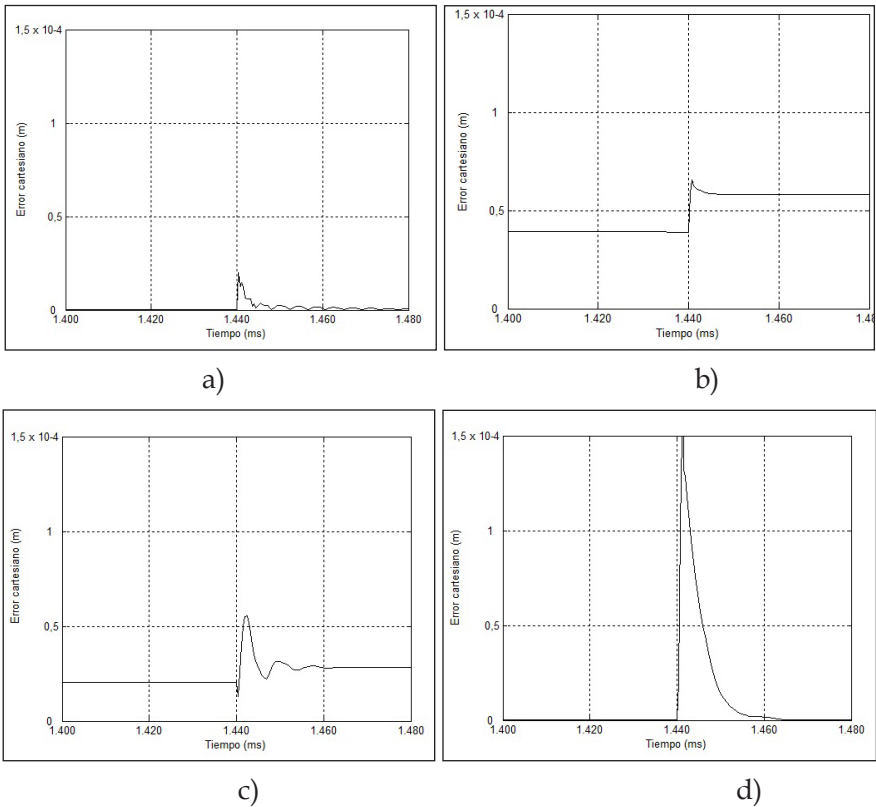 1,5 x 10-4
1
0,5
0
Error cartesiano (m)
1.400 1.420 1.440 1.460 1.480
Tiempo (ms)
a)
1,5 x 10-4
1
0,5
0
Error cartesiano (m)
1.400 1.420 1.440 1.460 1.48
Tiempo (ms)
b)
1,5 x 10-4
1
0,5
0
Error cartesiano (m)
1.400 1.420 1.440 1.460 1.480
Tiempo (ms)
c)
1,5 x 10-4
1
0,5
0
Error cartesiano (m)
1.400 1.420 1.440 1.460 1.480
Tiempo (ms)
d)